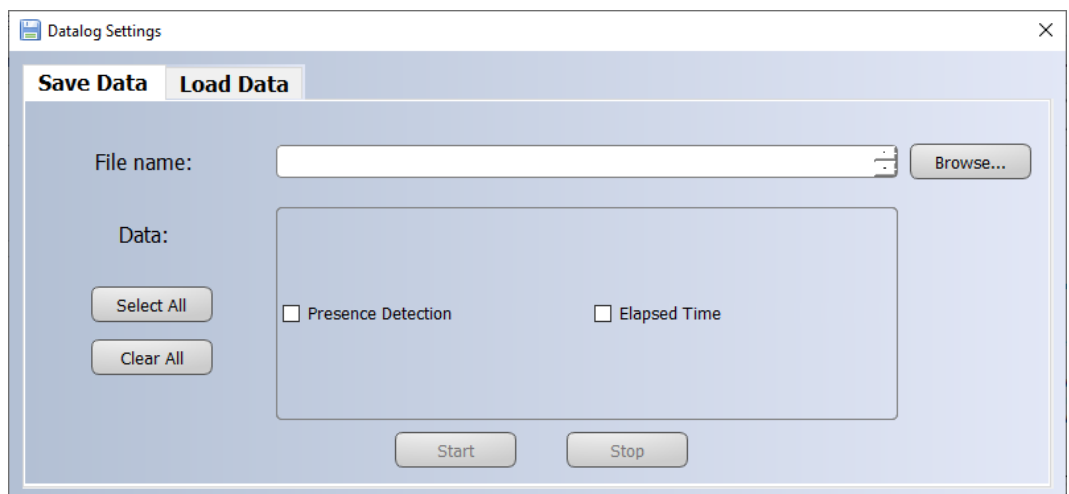 Datalog Settings
Save Data Load Data
File name: Browse...
Data:
Select All
Presence Detection Elapsed Time
Clear All
Start Stop